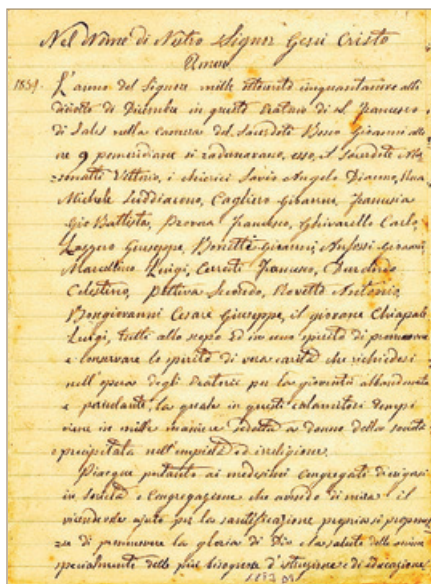 Nel Nome di Nostro Signor Gesù Cristo
Amen
1859. L'anno del Signore mille ottocento cinquantanove alli
diciotto di Dicembre in questo Oratorio di S. Francesco
di Sales nella camera del Sacerdote Bosco Giovanni alle
ore 9 pomeridiane si radunarono, esso, il Sacerdote Ala-
sonatti Vittorio, i chierici Savio Angelo Diacono, Rua
Michele Suddiacono, Cagliero Giovanni, Francesia
Gio Battista, Provera Francesco, Ghivarello Carlo,
Lazzero Giuseppe, Bonetti Giovanni, Anfossi Giovanni,
Marcellino Luigi, Cerruti Francesco, Durando
Celestino, Pettiva Secondo, Rovetto Antonio,
Bongiovanni Cesare Giuseppe, il giovane Chiapale
Luigi, tutti allo scopo ed in uno spirito di promuovere
e conservare lo spirito di vera carità che richiedesi
nell'opera degli Oratorii per la gioventù abbandonata
e pericolante, la quale in questi calamitosi tempi
viene in mille maniere sedotta a danno della società
e precipitata nell'empietà ed irreligione.
Piacque pertanto ai medesimi congregati di erigersi
in Società o Congregazione che avendo di mira il
vicendevole ajuto per la santificazione propria si propones-
se di promuovere la gloria di Dio e la salute delle anime
specialmente delle più bisognose d'istruzione e di educazione